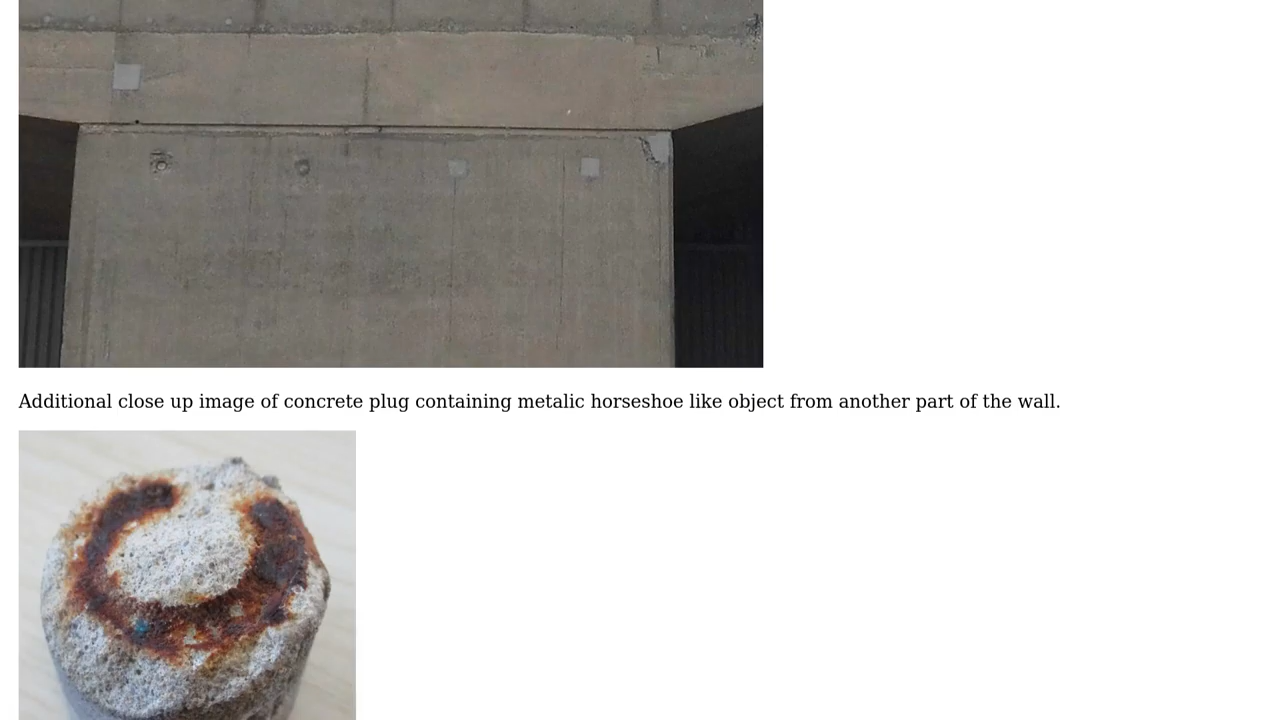 Additional close up image of concrete plug containing metalic horseshoe like object from another part of the wall.